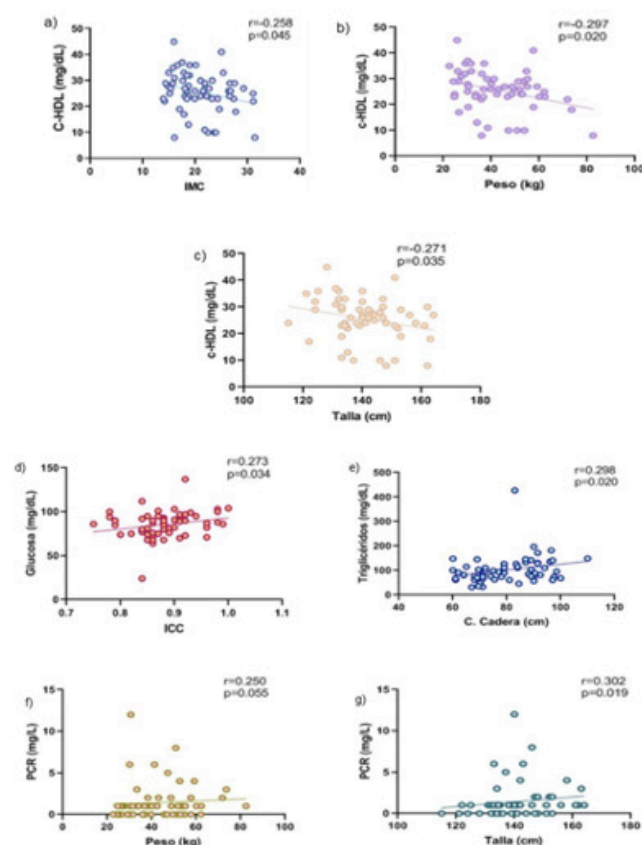 a)
r=-0.258
p=0.045
C-HDL (mg/dL)
50
40
30
20
10
0
0 10 20 30 40
IMC
b)
r=-0.297
p=0.020
c-HDL (mg/dL)
50
40
30
20
10
0
0 20 40 60 80 100
Peso (kg)
c)
r=-0.271
p=0.035
c-HDL (mg/dL)
50
40
30
20
10
0
100 120 140 160 180
Talla (cm)
d)
r=0.273
p=0.034
Glucosa (mg/dL)
150
100
50
0
0.7 0.8 0.9 1.0 1.1
ICC
e)
r=0.298
p=0.020
Triglicéridos (mg/dL)
500
400
300
200
100
0
40 60 80 100 120
C. Cadera (cm)
f)
r=0.250
p=0.055
PCR (mg/L)
15
10
5
0
0 20 40 60 80 100
Peso (kg)
g)
r=0.302
p=0.019
PCR (mg/L)
15
10
5
0
100 120 140 160 180
Talla (cm)